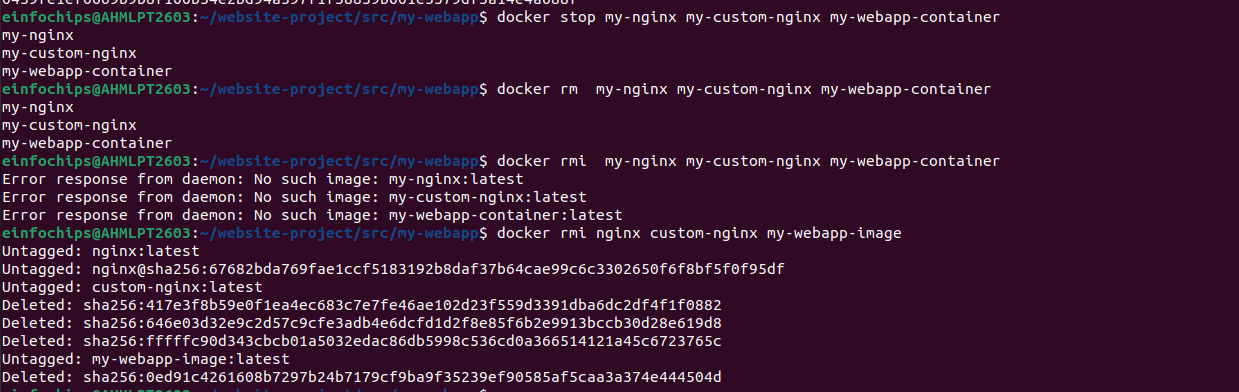 einfochips@AHMLPT2603:~/website-project/src/my-webapp$ docker stop my-nginx my-custom-nginx my-webapp-container
my-nginx
my-custom-nginx
my-webapp-container
einfochips@AHMLPT2603:~/website-project/src/my-webapp$ docker rm  my-nginx my-custom-nginx my-webapp-container
my-nginx
my-custom-nginx
my-webapp-container
einfochips@AHMLPT2603:~/website-project/src/my-webapp$ docker rmi  my-nginx my-custom-nginx my-webapp-container
Error response from daemon: No such image: my-nginx:latest
Error response from daemon: No such image: my-custom-nginx:latest
Error response from daemon: No such image: my-webapp-container:latest
einfochips@AHMLPT2603:~/website-project/src/my-webapp$ docker rmi nginx custom-nginx my-webapp-image
Untagged: nginx:latest
Untagged: nginx@sha256:67682bda769fae1ccf5183192b8daf37b64cae99c6c3302650f6f8bf5f0f95df
Untagged: custom-nginx:latest
Deleted: sha256:417e3f8b59e0f1ea4ec683c7e7fe46ae102d23f559d3391dba6dc2df4f1f0882
Deleted: sha256:646e03d32e9c2d57c9cfe3adb4e6dcfd1d2f8e85f6b2e9913bccb30d28e619d8
Deleted: sha256:fffffc90d343cbcb01a5032edac86db5998c536cd0a366514121a45c6723765c
Untagged: my-webapp-image:latest
Deleted: sha256:0ed91c4261608b7297b24b7179cf9ba9f35239ef90585af5caa3a374e444504d